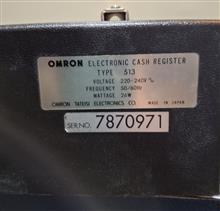 OMRON ELECTRONIC CASH REGISTER
TYPE 513
VOLTAGE 220-240V~
FREQUENCY 50/60Hz
WATTAGE 26W
OMRON TATEISI ELECTRONICS CO. MADE IN JAPAN
SER.NO. 7870971